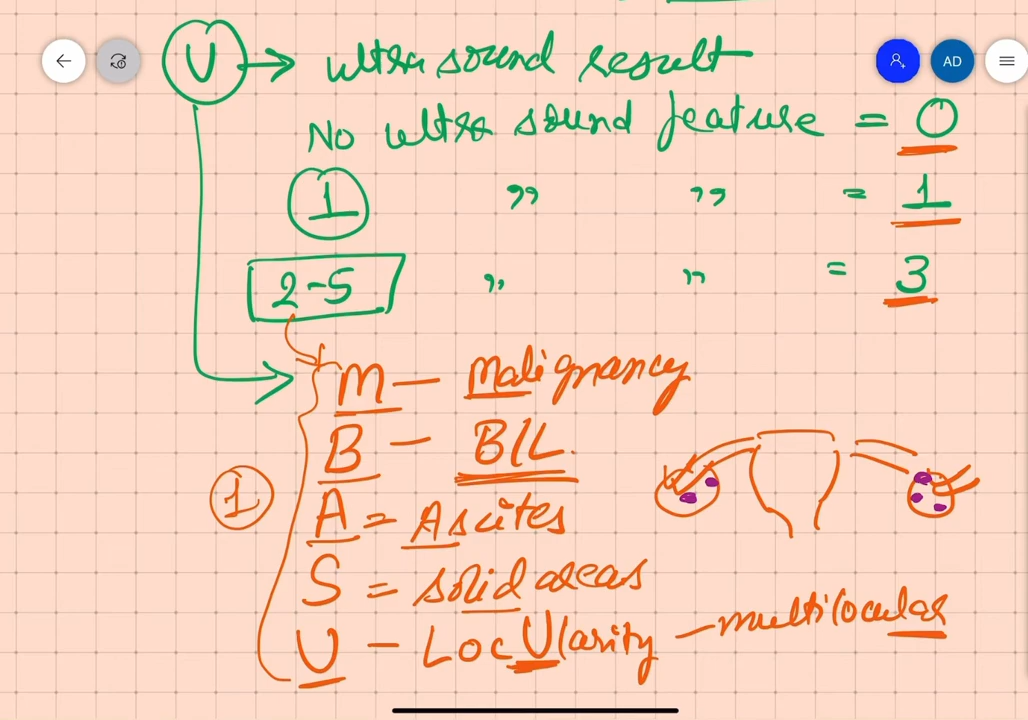 AD
U → ultra sound result
No ultra sound feature = 0
1 " " = 1
2-5 " " = 3
M — Malignancy
B — B/L.
1
A = Ascites
S = solid areas
U — LocUlarity — multilocular